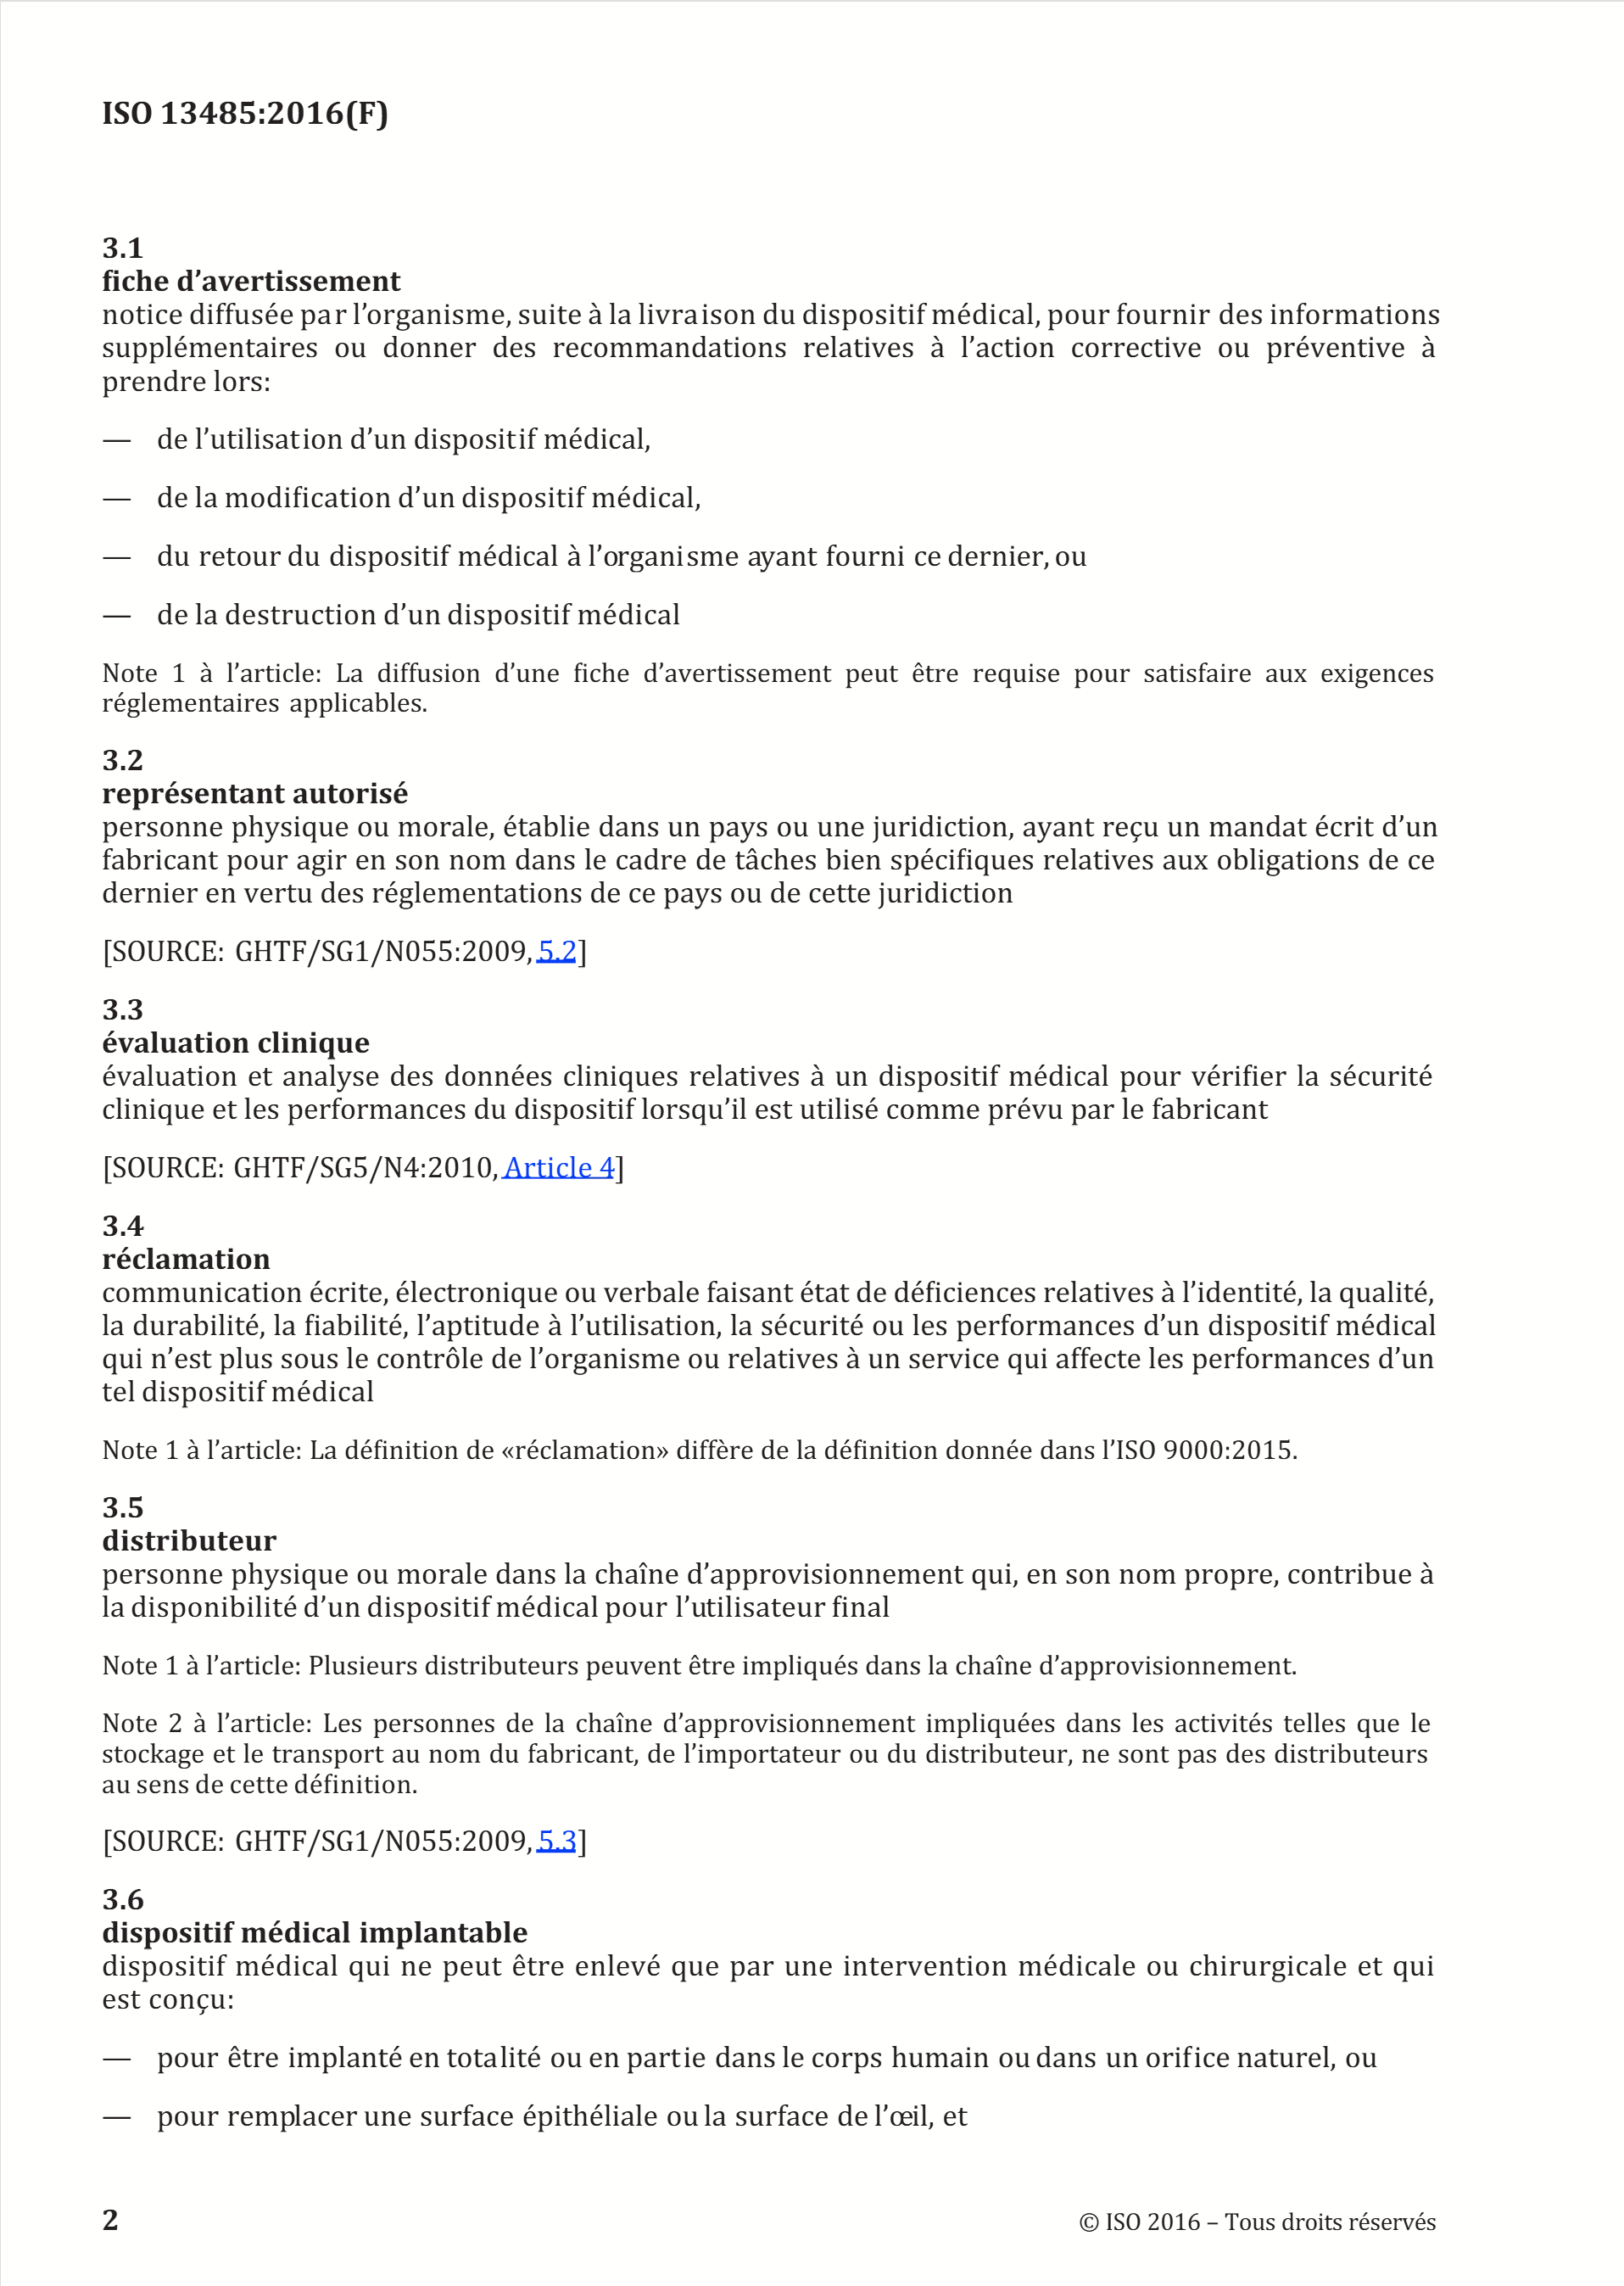 ISO 13485:2016(F)
3.1
fiche d’avertissement
notice diffusée par l’organisme, suite à la livraison du dispositif médical, pour fournir des informations
supplémentaires ou donner des recommandations relatives à l’action corrective ou préventive à
prendre lors:
— de l’utilisation d’un dispositif médical,
— de la modification d’un dispositif médical,
— du retour du dispositif médical à l’organisme ayant fourni ce dernier, ou
— de la destruction d’un dispositif médical
Note 1 à l’article: La diffusion d’une fiche d’avertissement peut être requise pour satisfaire aux exigences
réglementaires applicables.
3.2
représentant autorisé
personne physique ou morale, établie dans un pays ou une juridiction, ayant reçu un mandat écrit d’un
fabricant pour agir en son nom dans le cadre de tâches bien spécifiques relatives aux obligations de ce
dernier en vertu des réglementations de ce pays ou de cette juridiction
[SOURCE: GHTF/SG1/N055:2009, 5.2]
3.3
évaluation clinique
évaluation et analyse des données cliniques relatives à un dispositif médical pour vérifier la sécurité
clinique et les performances du dispositif lorsqu’il est utilisé comme prévu par le fabricant
[SOURCE: GHTF/SG5/N4:2010, Article 4]
3.4
réclamation
communication écrite, électronique ou verbale faisant état de déficiences relatives à l’identité, la qualité,
la durabilité, la fiabilité, l’aptitude à l’utilisation, la sécurité ou les performances d’un dispositif médical
qui n’est plus sous le contrôle de l’organisme ou relatives à un service qui affecte les performances d’un
tel dispositif médical
Note 1 à l’article: La définition de «réclamation» diffère de la définition donnée dans l’ISO 9000:2015.
3.5
distributeur
personne physique ou morale dans la chaîne d’approvisionnement qui, en son nom propre, contribue à
la disponibilité d’un dispositif médical pour l’utilisateur final
Note 1 à l’article: Plusieurs distributeurs peuvent être impliqués dans la chaîne d’approvisionnement.
Note 2 à l’article: Les personnes de la chaîne d’approvisionnement impliquées dans les activités telles que le
stockage et le transport au nom du fabricant, de l’importateur ou du distributeur, ne sont pas des distributeurs
au sens de cette définition.
[SOURCE: GHTF/SG1/N055:2009, 5.3]
3.6
dispositif médical implantable
dispositif médical qui ne peut être enlevé que par une intervention médicale ou chirurgicale et qui
est conçu:
— pour être implanté en totalité ou en partie dans le corps humain ou dans un orifice naturel, ou
— pour remplacer une surface épithéliale ou la surface de l’œil, et
2 © ISO 2016 – Tous droits réservés